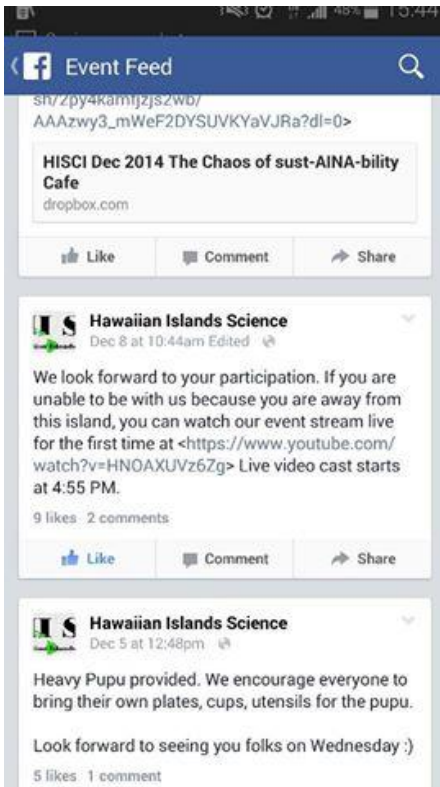 48% 15:44
Event Feed
sh/2py4kamfjzjs2wb/
AAAzwy3_mWeF2DYSUVKYaVJRa?dl=0>
HISCI Dec 2014 The Chaos of sust-AINA-bility
Cafe
dropbox.com
Like Comment Share
Hawaiian Islands Science
Dec 8 at 10:44am Edited
We look forward to your participation. If you are
unable to be with us because you are away from
this island, you can watch our event stream live
for the first time at <https://www.youtube.com/
watch?v=HNOAXUVz6Zg> Live video cast starts
at 4:55 PM.
9 likes 2 comments
Like Comment Share
Hawaiian Islands Science
Dec 5 at 12:48pm
Heavy Pupu provided. We encourage everyone to
bring their own plates, cups, utensils for the pupu.
Look forward to seeing you folks on Wednesday :)
5 likes 1 comment